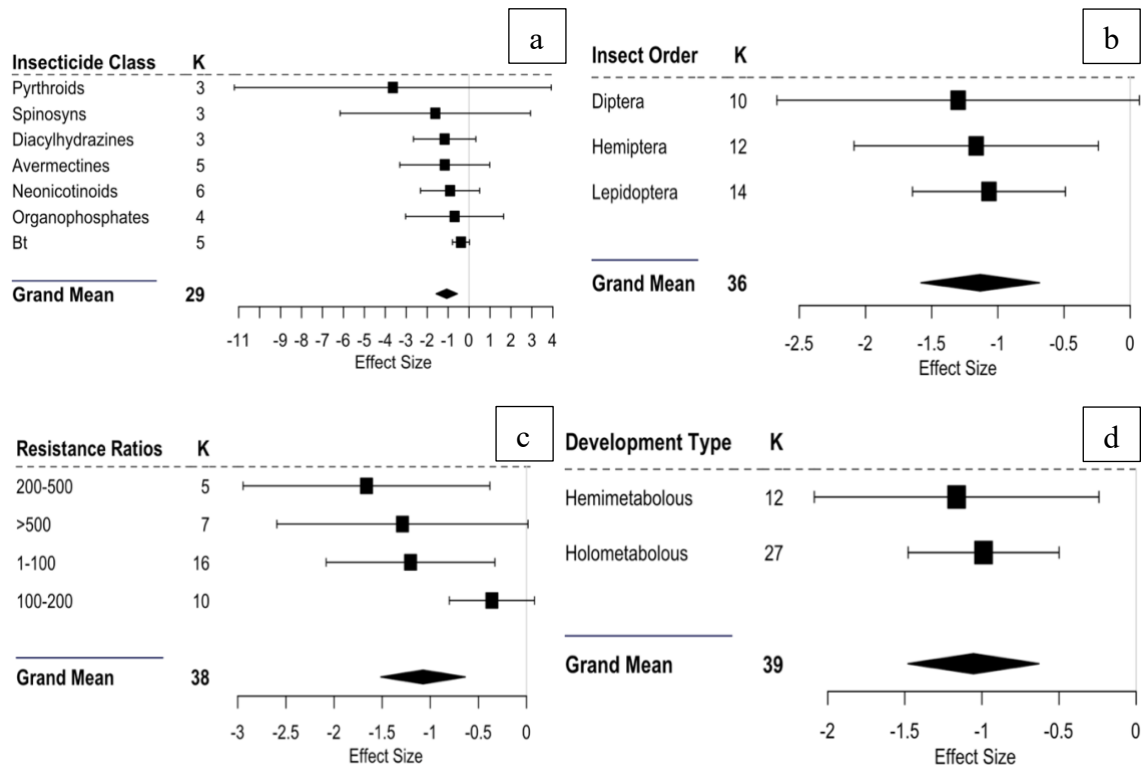 a
Insecticide Class K
Pyrthroids 3
Spinosyns 3
Diacylhydrazines 3
Avermectines 5
Neonicotinoids 6
Organophosphates 4
Bt 5
Grand Mean 29
-11 -9 -8 -7 -6 -5 -4 -3 -2 -1 0 1 2 3 4
Effect Size
b
Insect Order K
Diptera 10
Hemiptera 12
Lepidoptera 14
Grand Mean 36
-2.5 -2 -1.5 -1 -0.5 0
Effect Size
c
Resistance Ratios K
200-500 5
>500 7
1-100 16
100-200 10
Grand Mean 38
-3 -2.5 -2 -1.5 -1 -0.5 0
Effect Size
d
Development Type K
Hemimetabolous 12
Holometabolous 27
Grand Mean 39
-2 -1.5 -1 -0.5 0
Effect Size